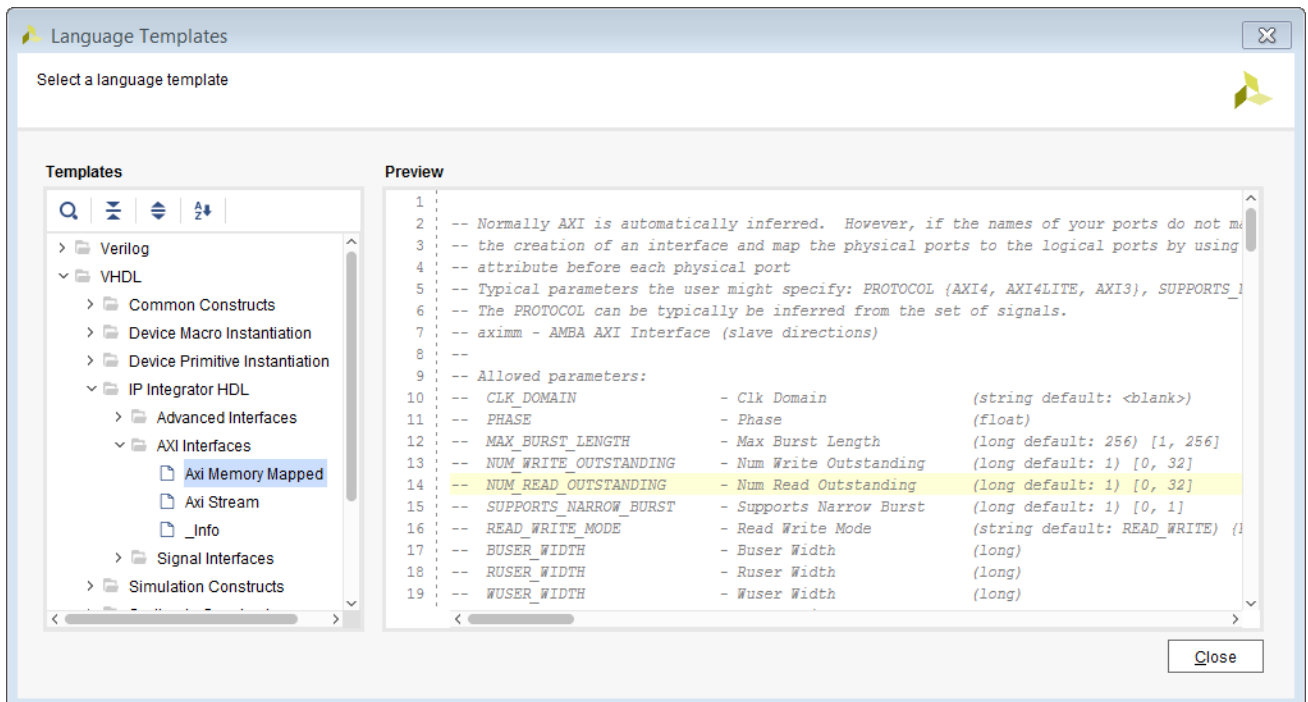 Language Templates
Select a language template
Templates
Verilog
VHDL
Common Constructs
Device Macro Instantiation
Device Primitive Instantiation
IP Integrator HDL
Advanced Interfaces
AXI Interfaces
Axi Memory Mapped
Axi Stream
_Info
Signal Interfaces
Simulation Constructs
Preview
1
2 -- Normally AXI is automatically inferred. However, if the names of your ports do not
3 -- the creation of an interface and map the physical ports to the logical ports by using
4 -- attribute before each physical port
5 -- Typical parameters the user might specify: PROTOCOL {AXI4, AXI4LITE, AXI3}, SUPPORTS_
6 -- The PROTOCOL can be typically be inferred from the set of signals.
7 -- aximm - AMBA AXI Interface (slave directions)
8 --
9 -- Allowed parameters:
10 -- CLK_DOMAIN - Clk Domain (string default: <blank>)
11 -- PHASE - Phase (float)
12 -- MAX_BURST_LENGTH - Max Burst Length (long default: 256) [1, 256]
13 -- NUM_WRITE_OUTSTANDING - Num Write Outstanding (long default: 1) [0, 32]
14 -- NUM_READ_OUTSTANDING - Num Read Outstanding (long default: 1) [0, 32]
15 -- SUPPORTS_NARROW_BURST - Supports Narrow Burst (long default: 1) [0, 1]
16 -- READ_WRITE_MODE - Read Write Mode (string default: READ_WRITE) {
17 -- BUSER_WIDTH - Buser Width (long)
18 -- RUSER_WIDTH - Ruser Width (long)
19 -- WUSER_WIDTH - Wuser Width (long)
Close